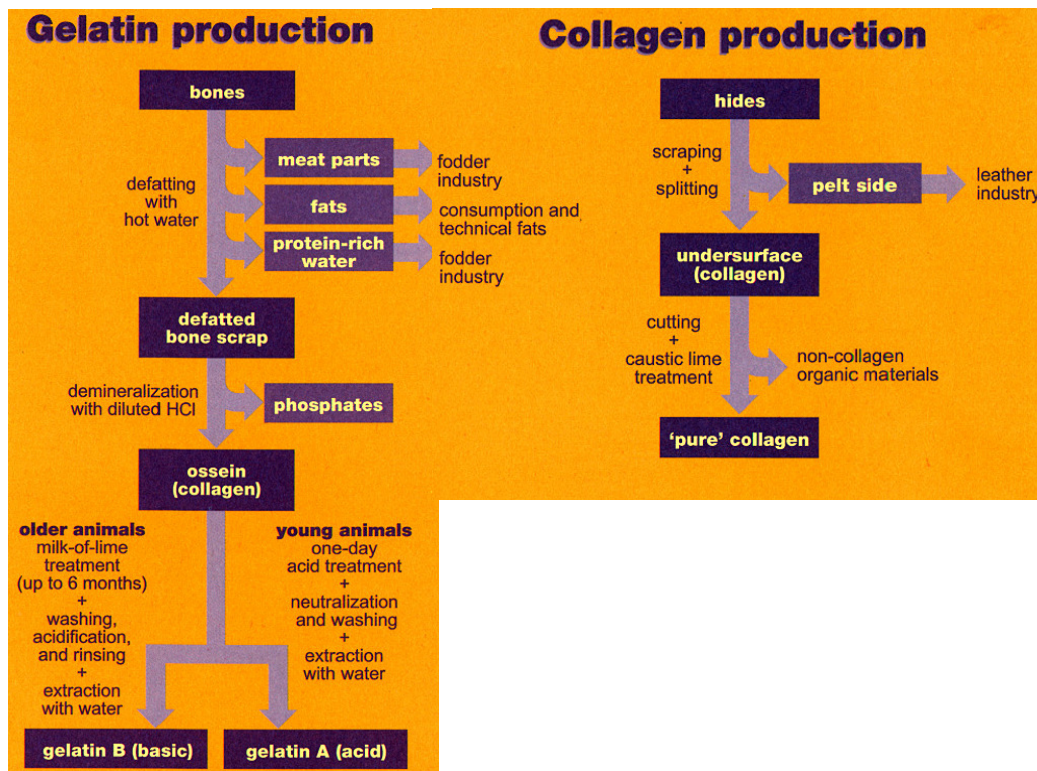 Gelatin production
bones
defatting
with
hot water
meat parts
fodder
industry
fats
consumption and
technical fats
protein-rich
water
fodder
industry
defatted
bone scrap
demineralization
with diluted HCl
phosphates
ossein
(collagen)
older animals
milk-of-lime
treatment
(up to 6 months)
+
washing,
acidification,
and rinsing
+
extraction
with water
young animals
one-day
acid treatment
+
neutralization
and washing
+
extraction
with water
gelatin B (basic)
gelatin A (acid)
Collagen production
hides
scraping
+
splitting
pelt side
leather
industry
undersurface
(collagen)
cutting
+
caustic lime
treatment
non-collagen
organic materials
‘pure’ collagen